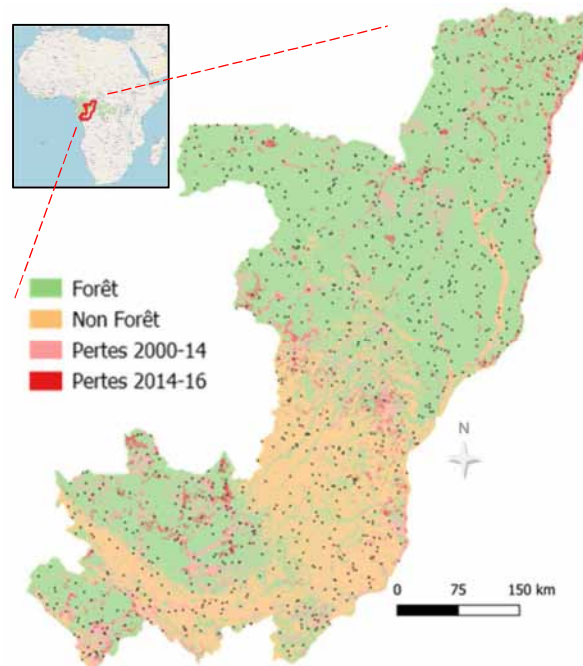 Forêt
Non Forêt
Pertes 2000-14
Pertes 2014-16
N
0 75 150 km